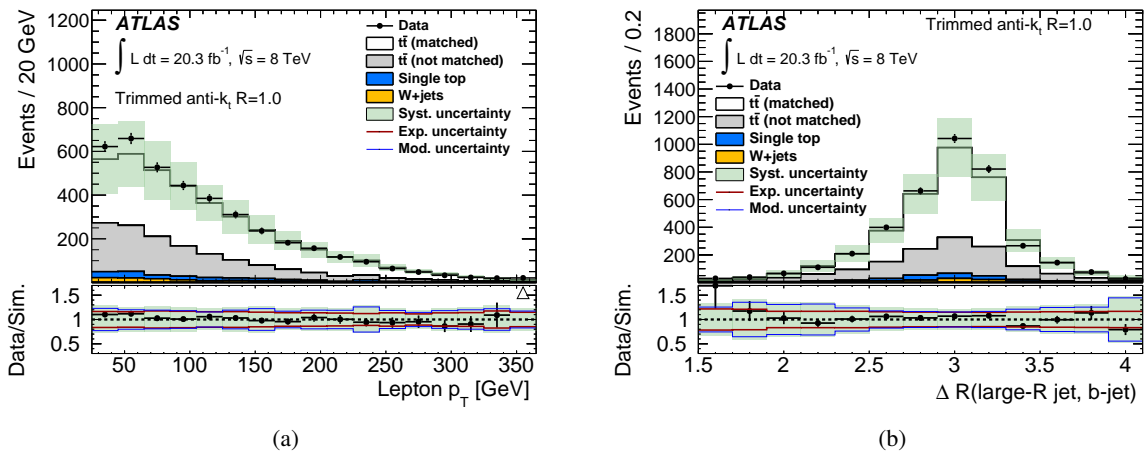 ATLAS
∫ L dt = 20.3 fb⁻¹, √s = 8 TeV
Trimmed anti-kₜ R=1.0
Data
tt̄ (matched)
tt̄ (not matched)
Single top
W+jets
Syst. uncertainty
Exp. uncertainty
Mod. uncertainty
Events / 20 GeV
1200
1000
800
600
400
200
Data/Sim.
1.5
1
0.5
50 100 150 200 250 300 350
Lepton p_T [GeV]
(a)
ATLAS
Trimmed anti-kₜ R=1.0
∫ L dt = 20.3 fb⁻¹, √s = 8 TeV
Data
tt̄ (matched)
tt̄ (not matched)
Single top
W+jets
Syst. uncertainty
Exp. uncertainty
Mod. uncertainty
Events / 0.2
1800
1600
1400
1200
1000
800
600
400
200
Data/Sim.
1.5
1
0.5
1.5 2 2.5 3 3.5 4
Δ R(large-R jet, b-jet)
(b)